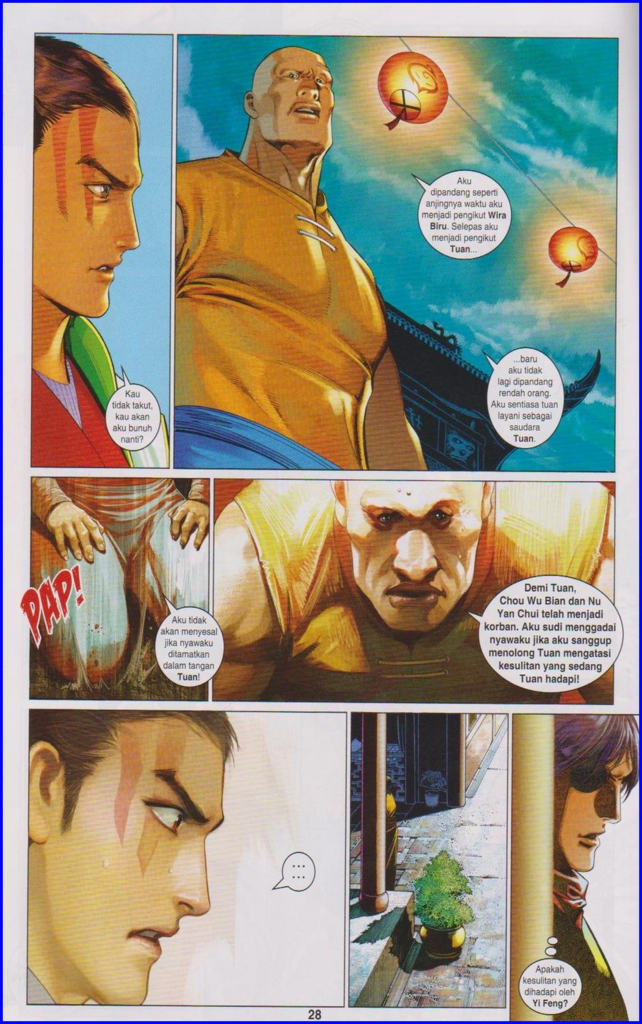 Kau
tidak takut,
kau akan
aku bunuh
nanti?
Aku
dipandang seperti
anjingnya waktu aku
menjadi pengikut Wira
Biru. Selepas aku
menjadi pengikut
Tuan...
...baru
aku tidak
lagi dipandang
rendah orang.
Aku sentiasa tuan
layani sebagai
saudara
Tuan.
PAP!
Aku tidak
akan menyesal
jika nyawaku
ditamatkan
dalam tangan
Tuan!
Demi Tuan,
Chou Wu Bian dan Nu
Yan Chui telah menjadi
korban. Aku sudi menggadai
nyawaku jika aku sanggup
menolong Tuan mengatasi
kesulitan yang sedang
Tuan hadapi!
...
...
Apakah
kesulitan yang
dihadapi oleh
Yi Feng?
28